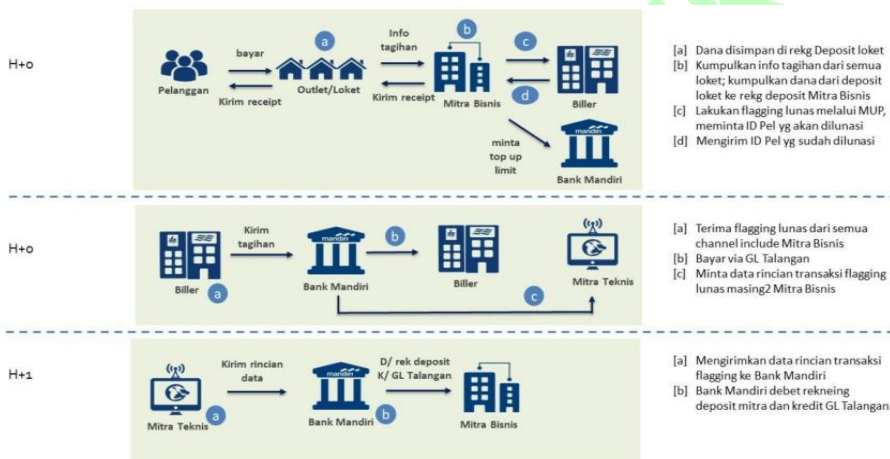 H+0
bayar
a
Info
tagihan
b
c
Pelanggan
Outlet/Loket
Kirim receipt
Kirim receipt
Mitra Bisnis
d
Biller
minta
top up
limit
mandiri
Bank Mandiri
[a] Dana disimpan di rekg Deposit loket
[b] Kumpulkan info tagihan dari semua
loket; kumpulkan dana dari deposit
loket ke rekg deposit Mitra Bisnis
[c] Lakukan flagging lunas melalui MUP,
meminta ID Pel yg akan dilunasi
[d] Mengirim ID Pel yg sudah dilunasi
H+0
Kirim
tagihan
b
mandiri
Biller
a
Bank Mandiri
Biller
Mitra Teknis
c
[a] Terima flagging lunas dari semua
channel include Mitra Bisnis
[b] Bayar via GL Talangan
[c] Minta data rincian transaksi flagging
lunas masing2 Mitra Bisnis
H+1
Kirim rincian
data
D/ rek deposit
K/ GL Talangan
mandiri
Mitra Teknis
a
Bank Mandiri
b
Mitra Bisnis
[a] Mengirimkan data rincian transaksi
flagging ke Bank Mandiri
[b] Bank Mandiri debet rekneing
deposit mitra dan kredit GL Talangan